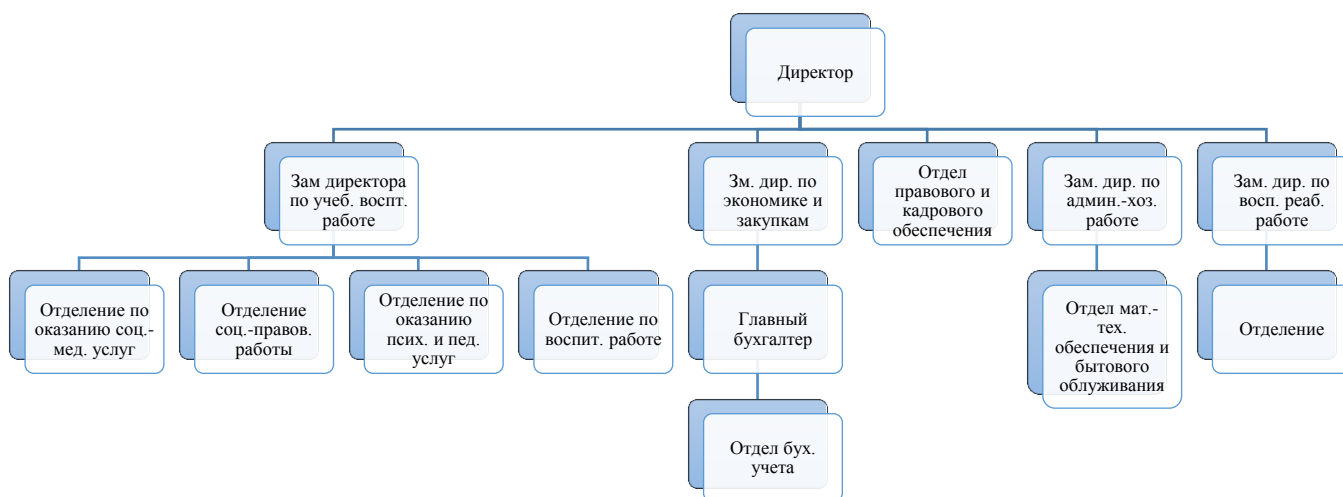 Директор
Зам директора
по учеб. воспт.
работе
Зм. дир. по
экономике и
закупкам
Отдел
правового и
кадрового
обеспечения
Зам. дир. по
админ.-хоз.
работе
Зам. дир. по
восп. реаб.
работе
Отделение по
оказанию соц.-
мед. услуг
Отделение
соц.-правов.
работы
Отделение по
оказанию
псих. и пед.
услуг
Отделение по
воспит. работе
Главный
бухгалтер
Отдел мат.-
тех.
обеспечения и
бытового
облуживания
Отделение
Отдел бух.
учета